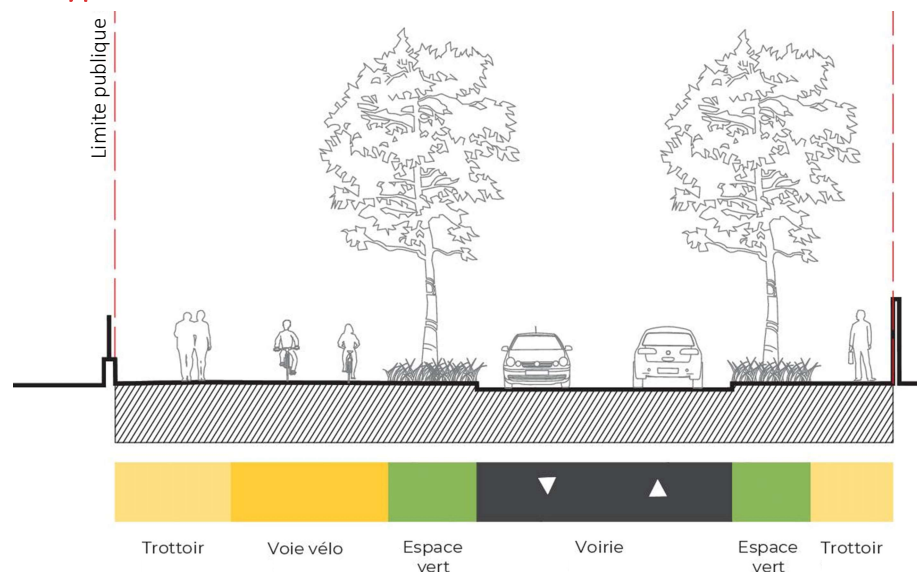 Limite publique
Trottoir
Voie vélo
Espace
vert
Voirie
Espace
vert
Trottoir